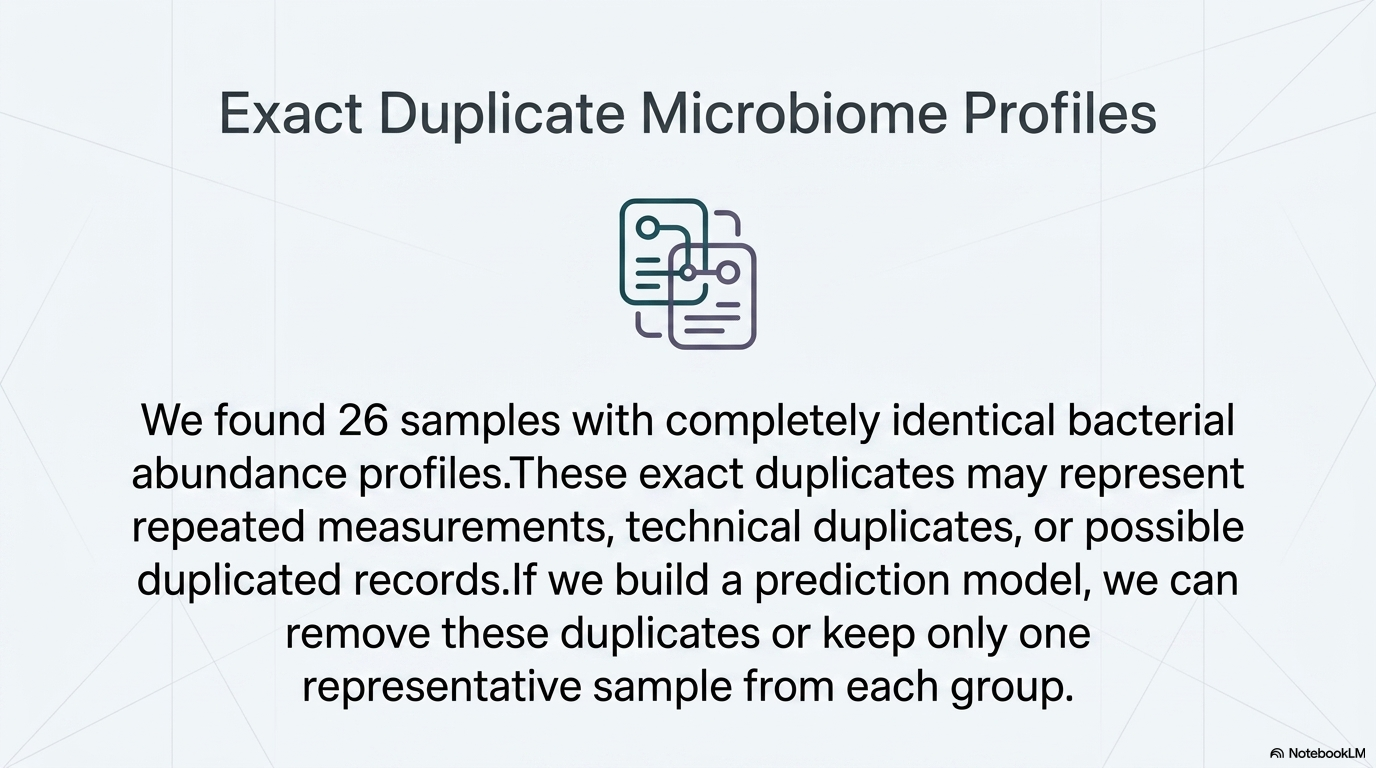 Exact Duplicate Microbiome Profiles
We found 26 samples with completely identical bacterial
abundance profiles.These exact duplicates may represent
repeated measurements, technical duplicates, or possible
duplicated records.If we build a prediction model, we can
remove these duplicates or keep only one
representative sample from each group.
NotebookLM